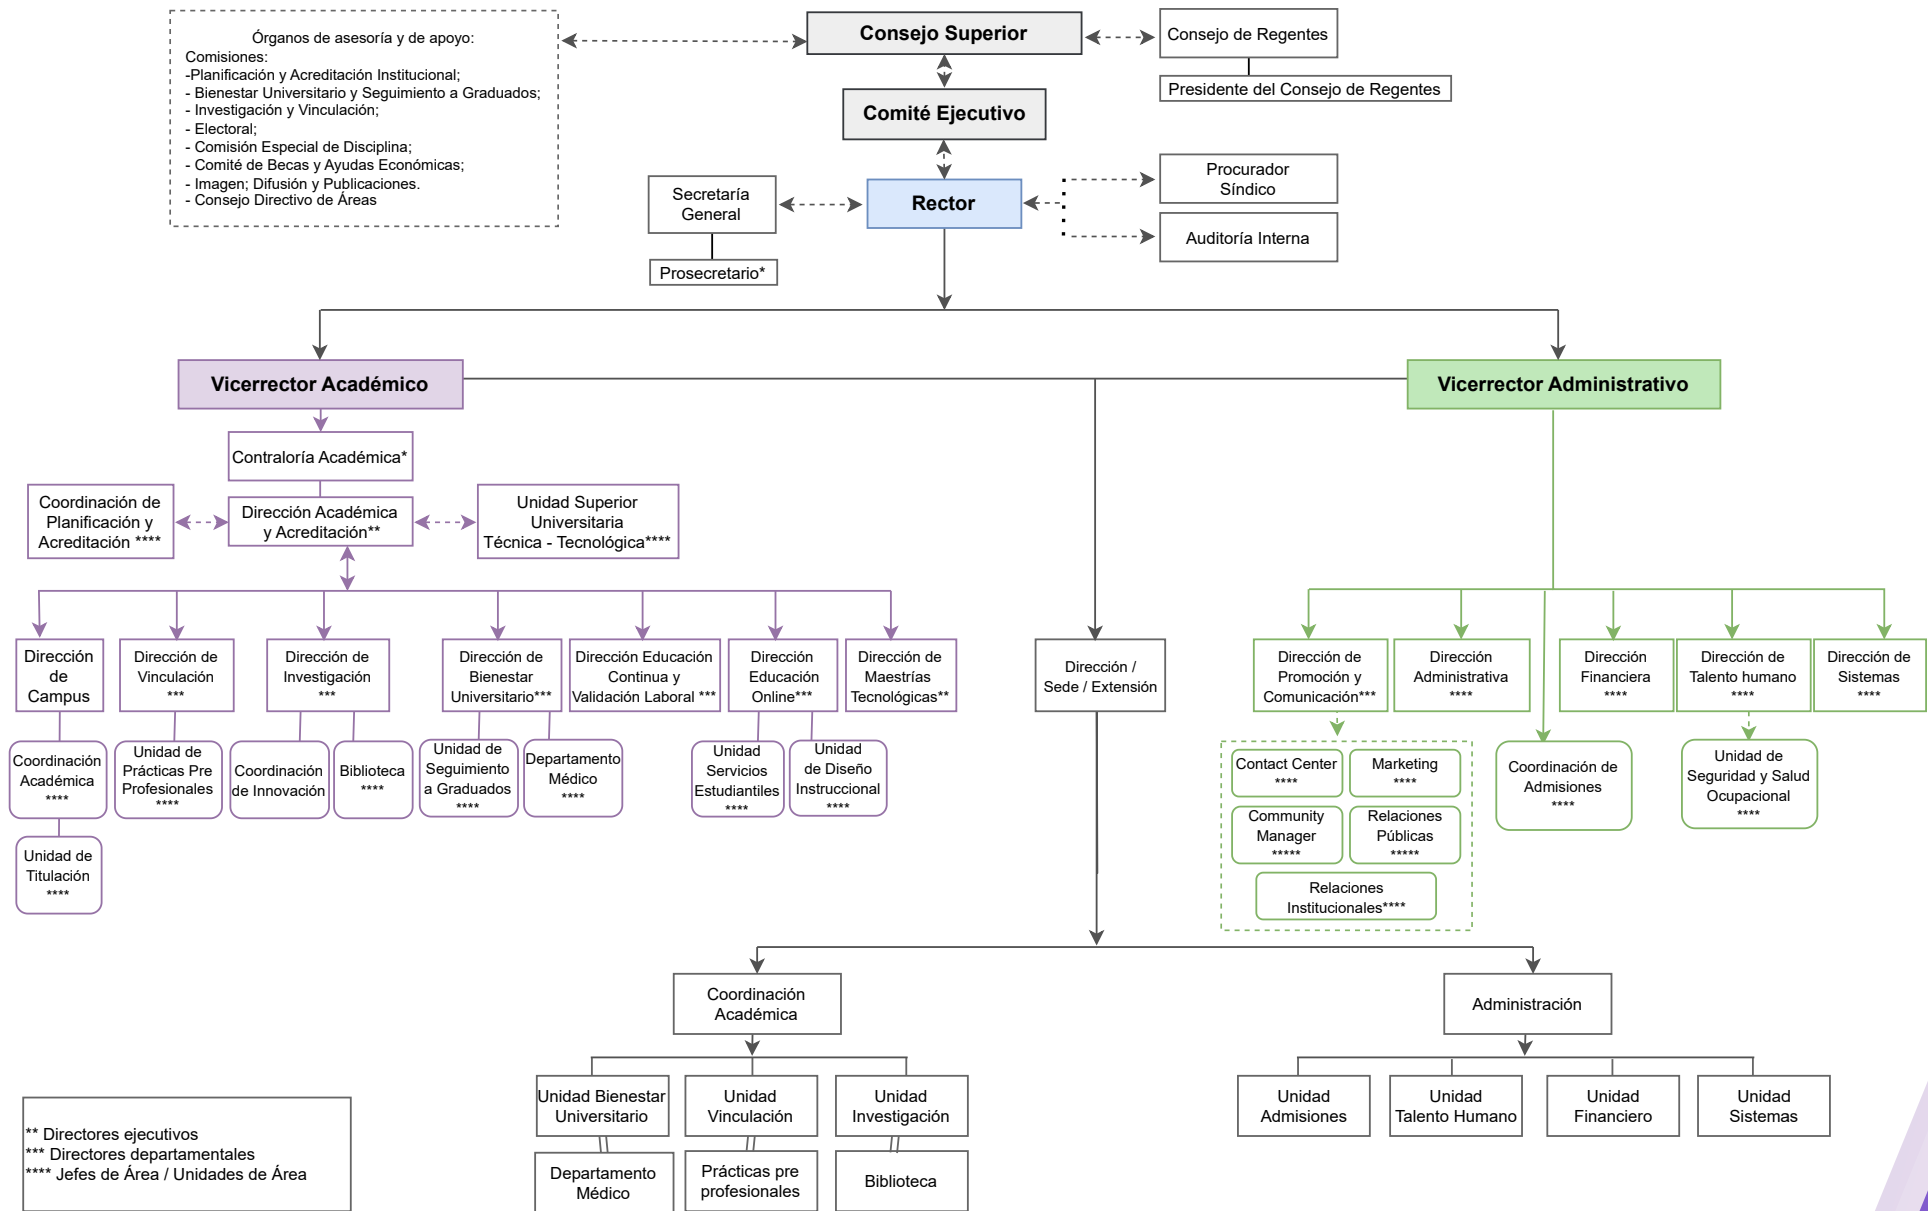 Órganos de asesoría y de apoyo:
Comisiones:
-Planificación y Acreditación Institucional;
- Bienestar Universitario y Seguimiento a Graduados;
- Investigación y Vinculación;
- Electoral;
- Comisión Especial de Disciplina;
- Comité de Becas y Ayudas Económicas;
- Imagen; Difusión y Publicaciones.
- Consejo Directivo de Áreas
Consejo Superior
Consejo de Regentes
Presidente del Consejo de Regentes
Comité Ejecutivo
Secretaría
General
Prosecretario*
Rector
Procurador
Síndico
Auditoría Interna
Vicerrector Académico
Vicerrector Administrativo
Contraloría Académica*
Coordinación de
Planificación y
Acreditación ****
Dirección Académica
y Acreditación**
Unidad Superior
Universitaria
Técnica - Tecnológica****
Dirección
de
Campus
Dirección de
Vinculación
***
Dirección de
Investigación
***
Dirección de
Bienestar
Universitario***
Dirección Educación
Continua y
Validación Laboral ***
Dirección
Educación
Online***
Dirección de
Maestrías
Tecnológicas**
Dirección /
Sede / Extensión
Dirección de
Promoción y
Comunicación***
Dirección
Administrativa
****
Dirección
Financiera
****
Dirección de
Talento humano
****
Dirección de
Sistemas
****
Coordinación
Académica
****
Unidad de
Prácticas Pre
Profesionales
****
Coordinación
de Innovación
Biblioteca
****
Unidad de
Seguimiento
a Graduados
****
Departamento
Médico
****
Unidad
Servicios
Estudiantiles
****
Unidad
de Diseño
Instruccional
****
Contact Center
****
Marketing
****
Community
Manager
*****
Relaciones
Públicas
*****
Relaciones
Institucionales****
Coordinación de
Admisiones
****
Unidad de
Seguridad y Salud
Ocupacional
****
Unidad de
Titulación
****
Coordinación
Académica
Administración
Unidad Bienestar
Universitario
Unidad
Vinculación
Unidad
Investigación
Unidad
Admisiones
Unidad
Talento Humano
Unidad
Financiero
Unidad
Sistemas
Departamento
Médico
Prácticas pre
profesionales
Biblioteca
** Directores ejecutivos
*** Directores departamentales
**** Jefes de Área / Unidades de Área